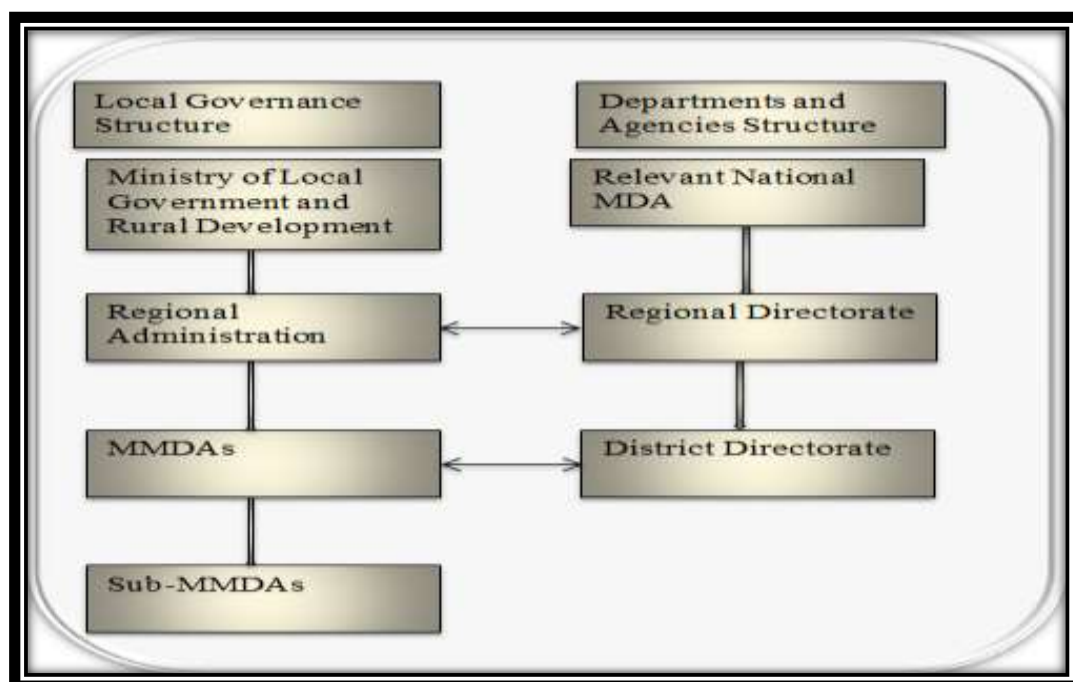 Local Governance
Structure
Departments and
Agencies Structure
Ministry of Local
Government and
Rural Development
Relevant National
MDA
Regional
Administration
Regional Directorate
MMDAs
District Directorate
Sub-MMDAs